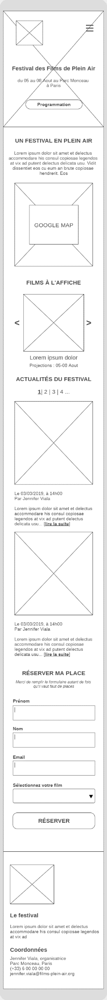 Festival des Films de Plein Air
du 05 au 08 Aout au Parc Monceau
à Paris
Programmation
UN FESTIVAL EN PLEIN AIR
Lorem ipsum dolor sit amet et delectus
accommodare his consul copiosae legendos
at vix ad putent delectus delicata usu. Vidit
dissentiet eos cu eum an brute copiosae
hendrerit. Eos
GOOGLE MAP
FILMS À L'AFFICHE
< >
Lorem ipsum dolor
Projections : 05-08 Aout
ACTUALITÉS DU FESTIVAL
1| 2 | 3 | 4 ...
Le 03/03/2019, à 14h00
Par Jennifer Viala
Lorem ipsum dolor sit amet et delectus
accommodare his consul copiosae
legendos at vix ad putent delectus
delicata usu... [lire la suite]
Le 03/03/2019, à 14h00
Par Jennifer Viala
Lorem ipsum dolor sit amet et delectus
accommodare his consul copiosae
legendos at vix ad putent delectus
delicata usu... [lire la suite]
RÉSERVER MA PLACE
Merci de remplir le formulaire autant de fois
qu'il vaut faut de places
Prénom
Nom
Email
Sélectionnez votre film
RÉSERVER
Le festival
Lorem ipsum dolor sit amet et delectus
accommodare his consul copiosae legendos
at vix ad
Coordonnées
Jennifer Viala, organisatrice
Parc Monceau, Paris
(+33) 6 00 00 00 00
jennifer.viala@films-plein-air.org